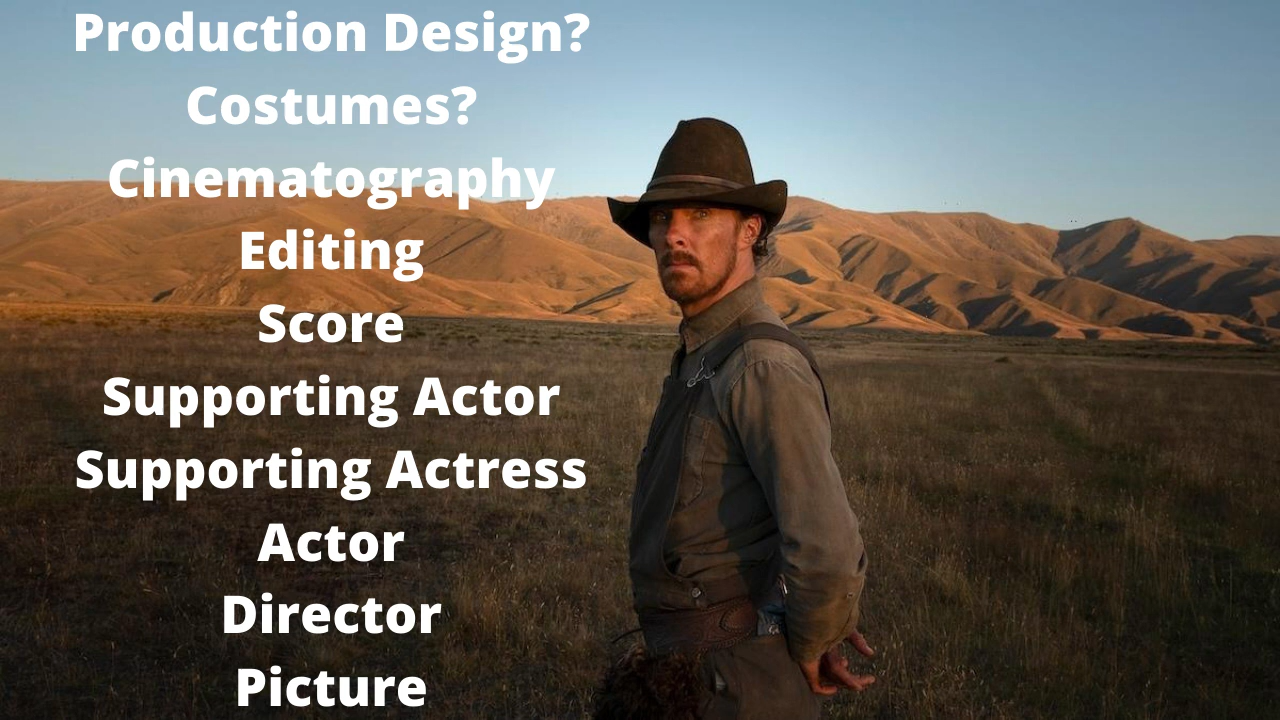 Production Design?
Costumes?
Cinematography
Editing
Score
Supporting Actor
Supporting Actress
Actor
Director
Picture